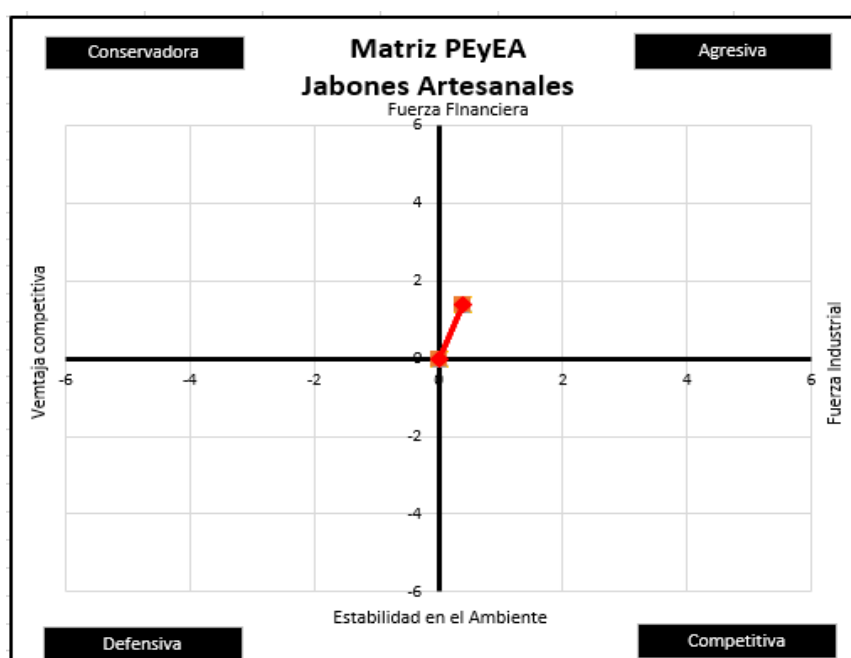 Conservadora
Matriz PEyEA
Agresiva
Jabones Artesanales
Fuerza FInanciera
6
4
2
0
-6
-4
-2
0
2
4
6
-2
-4
-6
Vemtaja competitiva
Fuerza Industrial
Estabilidad en el Ambiente
Defensiva
Competitiva